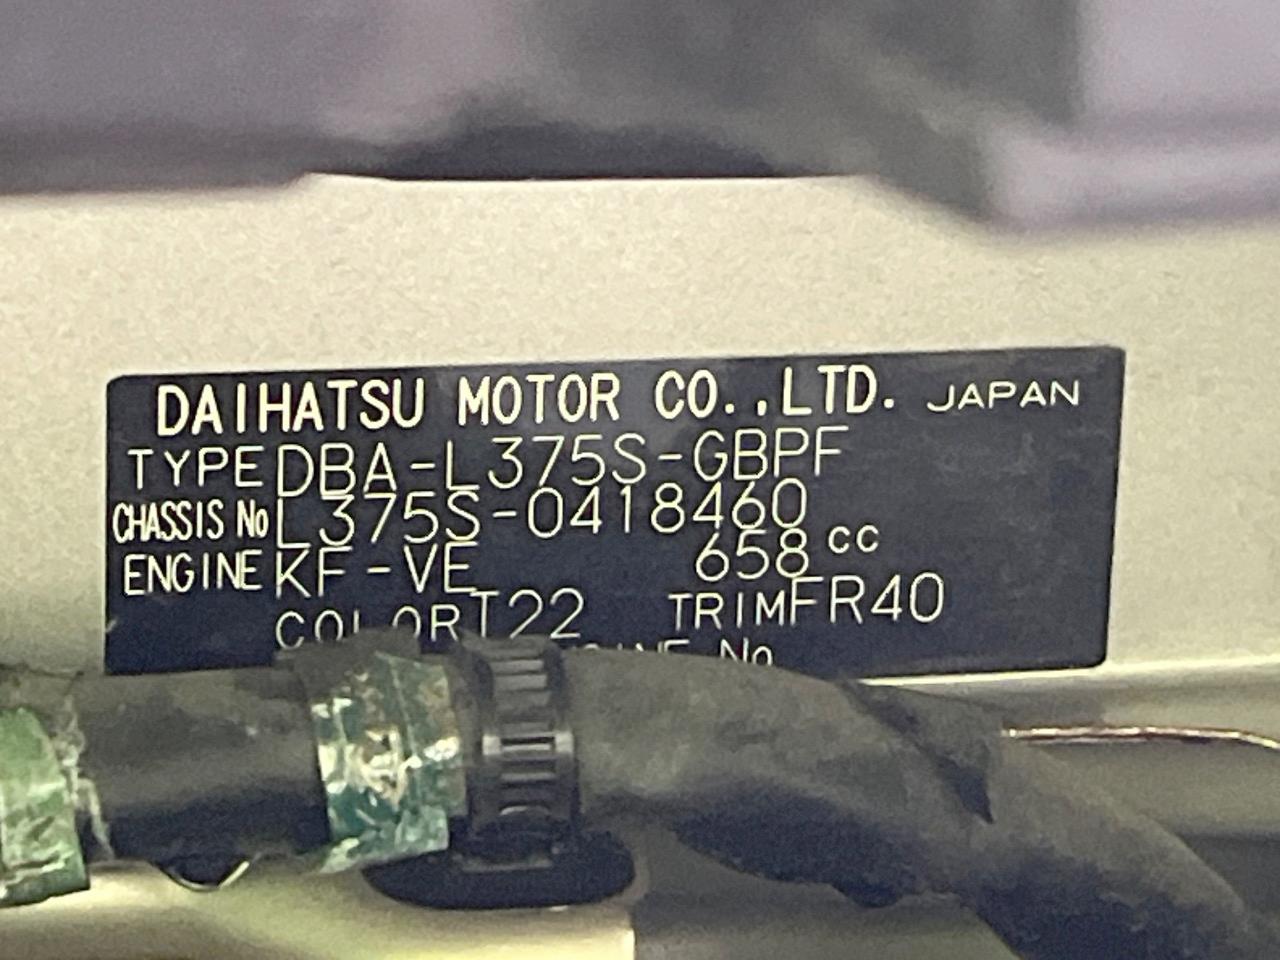 DAIHATSU MOTOR CO.,LTD. JAPAN
TYPE DBA-L375S-GBPF
CHASSIS No L375S-0418460
ENGINE KF-VE 658 cc
COLOR T22 TRIM FR40
No